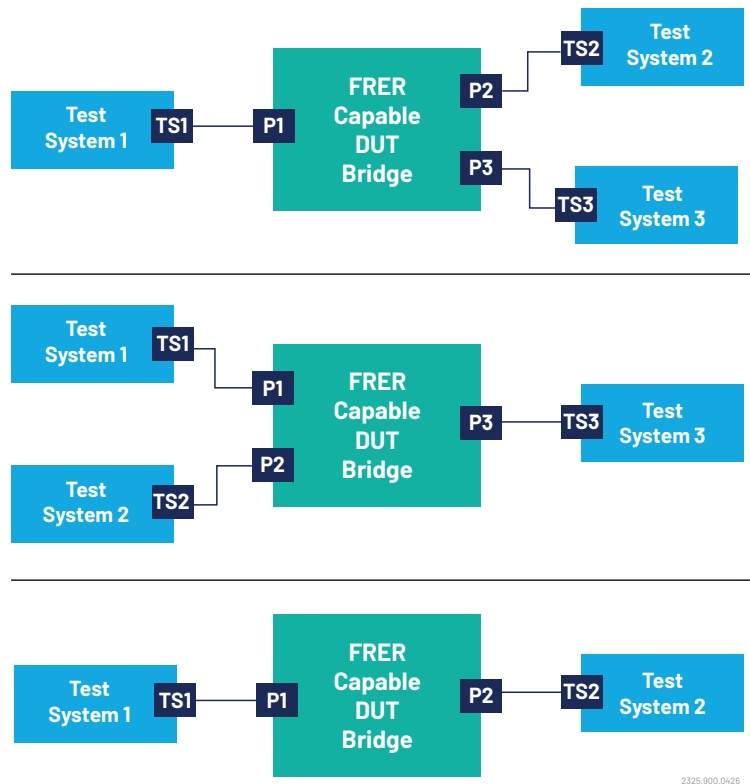 Test
System 1
TS1
P1
FRER
Capable
DUT
Bridge
P2
P3
TS2
Test
System 2
TS3
Test
System 3
Test
System 1
TS1
Test
System 2
TS2
P1
P2
FRER
Capable
DUT
Bridge
P3
TS3
Test
System 3
Test
System 1
TS1
P1
FRER
Capable
DUT
Bridge
P2
TS2
Test
System 2
2325.900.0426